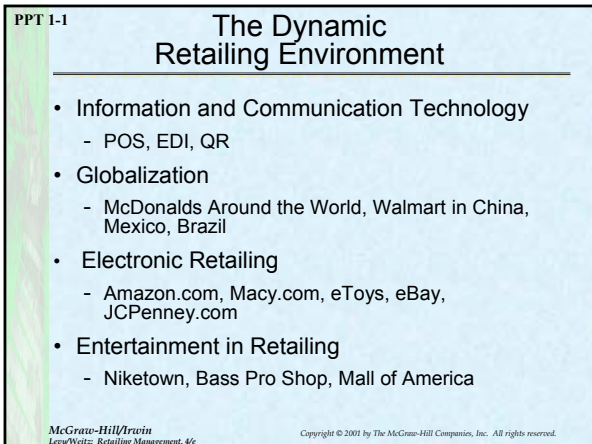 PPT 1-1
The Dynamic
Retailing Environment
• Information and Communication Technology
- POS, EDI, QR
• Globalization
- McDonalds Around the World, Walmart in China,
Mexico, Brazil
• Electronic Retailing
- Amazon.com, Macy.com, eToys, eBay,
JCPenney.com
• Entertainment in Retailing
- Niketown, Bass Pro Shop, Mall of America
McGraw-Hill/Irwin
Levy/Weitz: Retailing Management, 4/e
Copyright © 2001 by The McGraw-Hill Companies, Inc. All rights reserved.